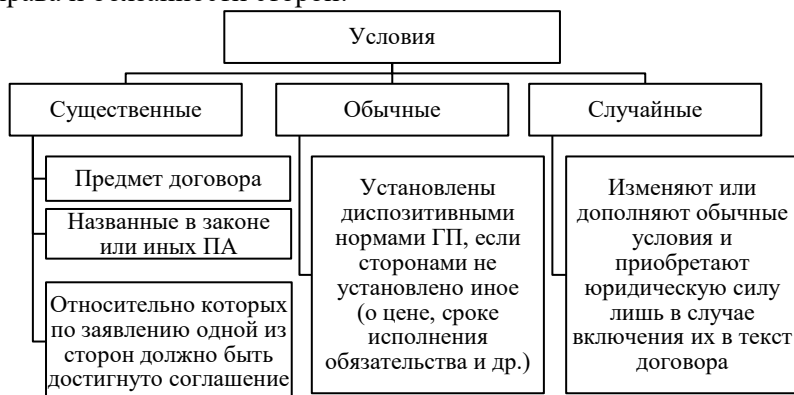 Условия
Существенные
Обычные
Случайные
Предмет договора
Названные в законе
или иных ПА
Относительно которых
по заявлению одной из
сторон должно быть
достигнуто соглашение
Установлены
диспозитивными
нормами ГП, если
сторонами не
установлено иное
(о цене, сроке
исполнения
обязательства и др.)
Изменяют или
дополняют обычные
условия и
приобретают
юридическую силу
лишь в случае
включения их в текст
договора